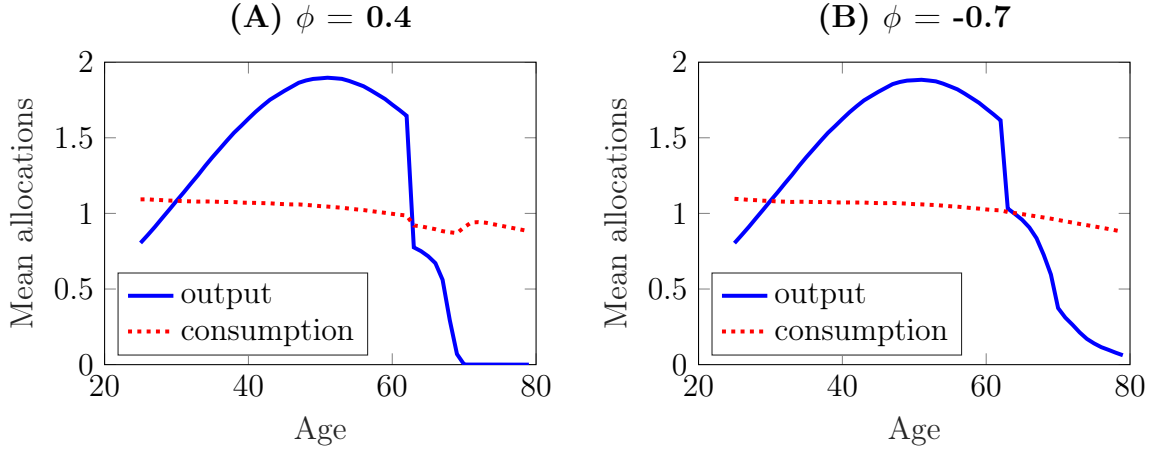 (A) ϕ = 0.4
Mean allocations
2
1.5
1
0.5
0
20
40
60
80
Age
output
consumption
(B) ϕ = -0.7
Mean allocations
2
1.5
1
0.5
0
20
40
60
80
Age
output
consumption